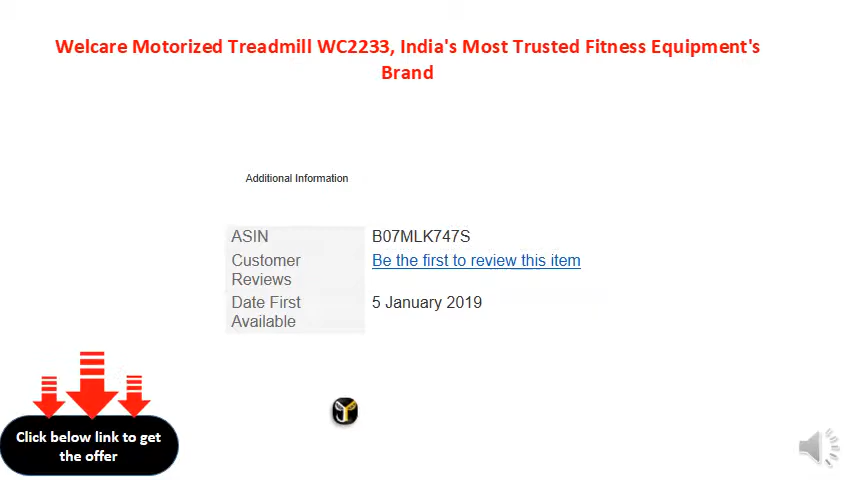 Welcare Motorized Treadmill WC2233, India's Most Trusted Fitness Equipment's
Brand
Additional Information
ASIN B07MLK747S
Customer Be the first to review this item
Reviews
Date First 5 January 2019
Available
Click below link to get
the offer